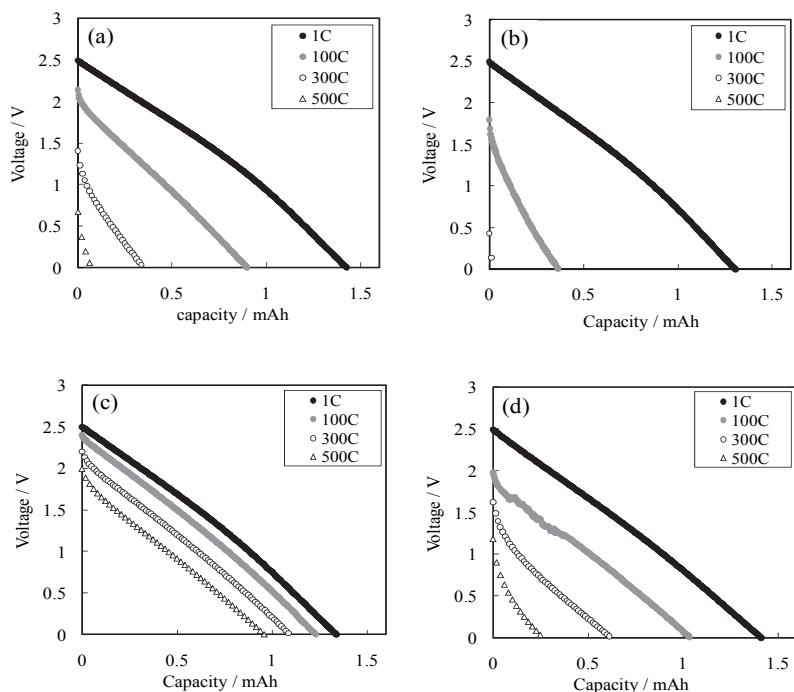 (a)
1C
100C
300C
500C
Voltage / V
3
2.5
2
1.5
1
0.5
0
0 0.5 1 1.5
capacity / mAh
(b)
1C
100C
300C
500C
Voltage / V
3
2.5
2
1.5
1
0.5
0
0 0.5 1 1.5
Capacity / mAh
(c)
1C
100C
300C
500C
Voltage / V
3
2.5
2
1.5
1
0.5
0
0 0.5 1 1.5
Capacity / mAh
(d)
1C
100C
300C
500C
Voltage / V
3
2.5
2
1.5
1
0.5
0
0 0.5 1 1.5
Capacity / mAh